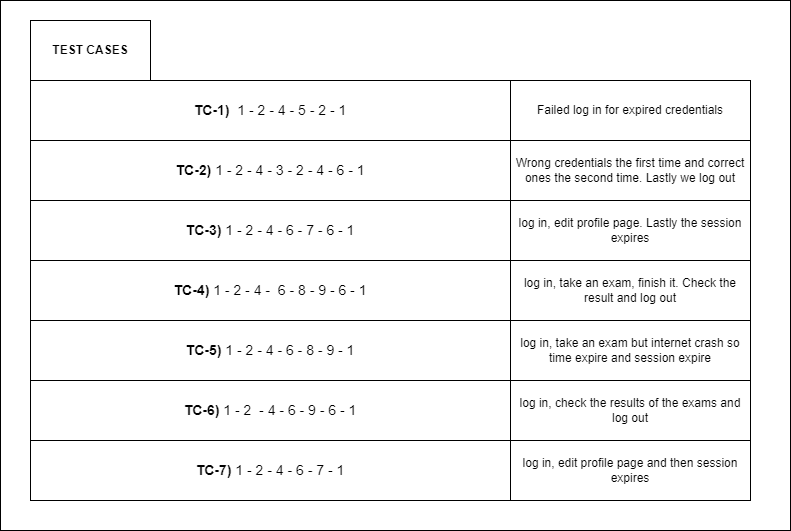 TEST CASES
TC-1) 1 - 2 - 4 - 5 - 2 - 1
Failed log in for expired credentials
TC-2) 1 - 2 - 4 - 3 - 2 - 4 - 6 - 1
Wrong credentials the first time and correct
ones the second time. Lastly we log out
TC-3) 1 - 2 - 4 - 6 - 7 - 6 - 1
log in, edit profile page. Lastly the session
expires
TC-4) 1 - 2 - 4 - 6 - 8 - 9 - 6 - 1
log in, take an exam, finish it. Check the
result and log out
TC-5) 1 - 2 - 4 - 6 - 8 - 9 - 1
log in, take an exam but internet crash so
time expire and session expire
TC-6) 1 - 2 - 4 - 6 - 9 - 6 - 1
log in, check the results of the exams and
log out
TC-7) 1 - 2 - 4 - 6 - 7 - 1
log in, edit profile page and then session
expires